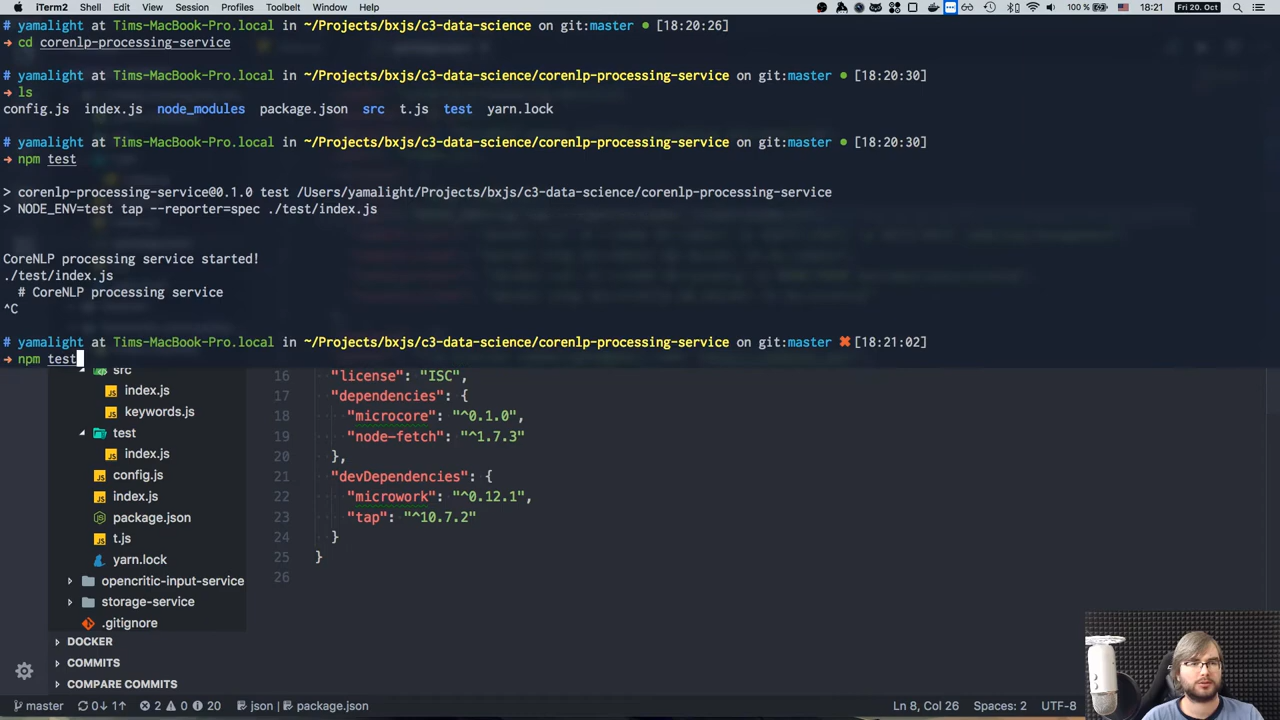 iTerm2 Shell Edit View Session Profiles Toolbelt Window Help 100 % 18:21 Fri 20. Oct
# yamalight at Tims-MacBook-Pro.local in ~/Projects/bxjs/c3-data-science on git:master ● [18:20:26]
→ cd corenlp-processing-service
# yamalight at Tims-MacBook-Pro.local in ~/Projects/bxjs/c3-data-science/corenlp-processing-service on git:master ● [18:20:30]
→ ls
config.js index.js node_modules package.json src t.js test yarn.lock
# yamalight at Tims-MacBook-Pro.local in ~/Projects/bxjs/c3-data-science/corenlp-processing-service on git:master ● [18:20:30]
→ npm test
> corenlp-processing-service@0.1.0 test /Users/yamalight/Projects/bxjs/c3-data-science/corenlp-processing-service
> NODE_ENV=test tap --reporter=spec ./test/index.js
CoreNLP processing service started!
./test/index.js
# CoreNLP processing service
^C
# yamalight at Tims-MacBook-Pro.local in ~/Projects/bxjs/c3-data-science/corenlp-processing-service on git:master ✖ [18:21:02]
→ npm test
src
index.js
keywords.js
test
index.js
config.js
index.js
package.json
t.js
yarn.lock
opencritic-input-service
storage-service
.gitignore
DOCKER
COMMITS
COMPARE COMMITS
16 "license": "ISC",
17 "dependencies": {
18 "microcore": "^0.1.0",
19 "node-fetch": "^1.7.3"
20 },
21 "devDependencies": {
22 "microwork": "^0.12.1",
23 "tap": "^10.7.2"
24 }
25 }
26
master 0↓ 1↑ 2 0 20 json | package.json Ln 8, Col 26 Spaces: 2 UTF-8